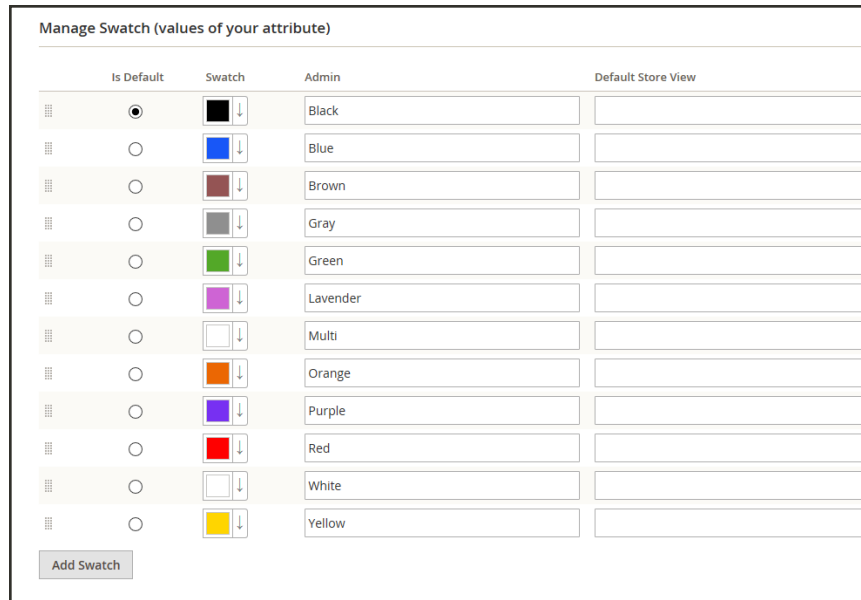 Manage Swatch (values of your attribute)
Is Default Swatch Admin Default Store View
Black
Blue
Brown
Gray
Green
Lavender
Multi
Orange
Purple
Red
White
Yellow
Add Swatch